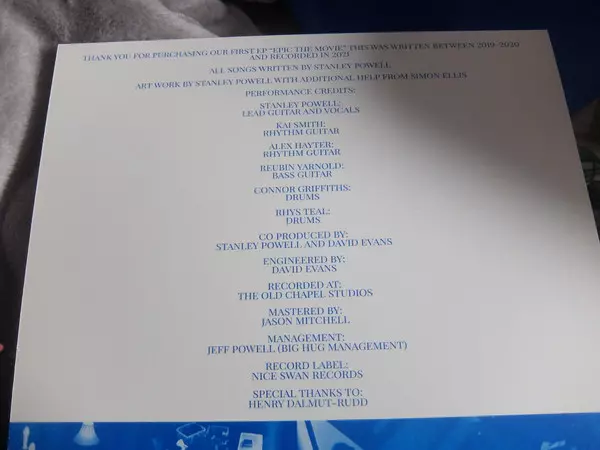 THANK YOU FOR PURCHASING OUR FIRST EP "EPIC THE MOVIE" THIS WAS WRITTEN BETWEEN 2019-2020
AND RECORDED IN 2021
ALL SONGS WRITTEN BY STANLEY POWELL
ART WORK BY STANLEY POWELL WITH ADDITIONAL HELP FROM SIMON ELLIS
PERFORMANCE CREDITS:
STANLEY POWELL:
LEAD GUITAR AND VOCALS
KAI SMITH:
RHYTHM GUITAR
ALEX HAYTER:
RHYTHM GUITAR
REUBIN YARNOLD:
BASS GUITAR
CONNOR GRIFFITHS:
DRUMS
RHYS TEAL:
DRUMS
CO PRODUCED BY:
STANLEY POWELL AND DAVID EVANS
ENGINEERED BY:
DAVID EVANS
RECORDED AT:
THE OLD CHAPEL STUDIOS
MASTERED BY:
JASON MITCHELL
MANAGEMENT:
JEFF POWELL (BIG HUG MANAGEMENT)
RECORD LABEL:
NICE SWAN RECORDS
SPECIAL THANKS TO:
HENRY DALMUT-RUDD